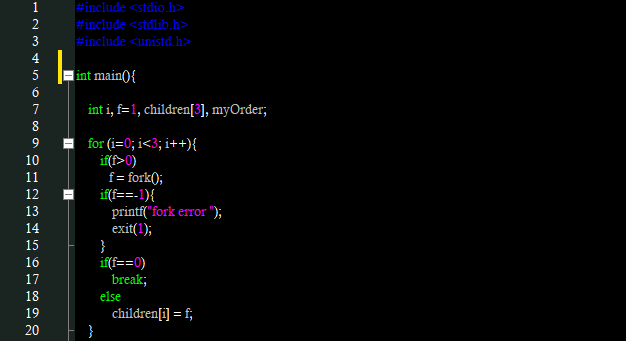 1 #include <stdio.h>
2 #include <stdlib.h>
3 #include <unistd.h>
4
5 int main(){
6
7 int i, f=1, children[3], myOrder;
8
9 for (i=0; i<3; i++){
10 if(f>0)
11 f = fork();
12 if(f==-1){
13 printf("fork error ");
14 exit(1);
15 }
16 if(f==0)
17 break;
18 else
19 children[i] = f;
20 }